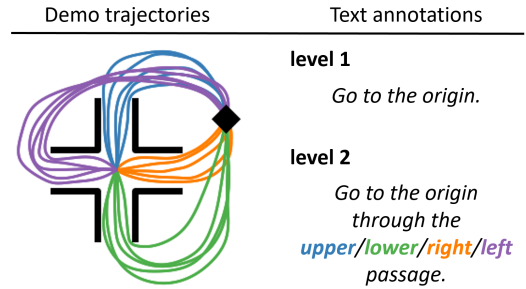 Demo trajectories
Text annotations
level 1
Go to the origin.
level 2
Go to the origin
through the
upper/lower/right/left
passage.